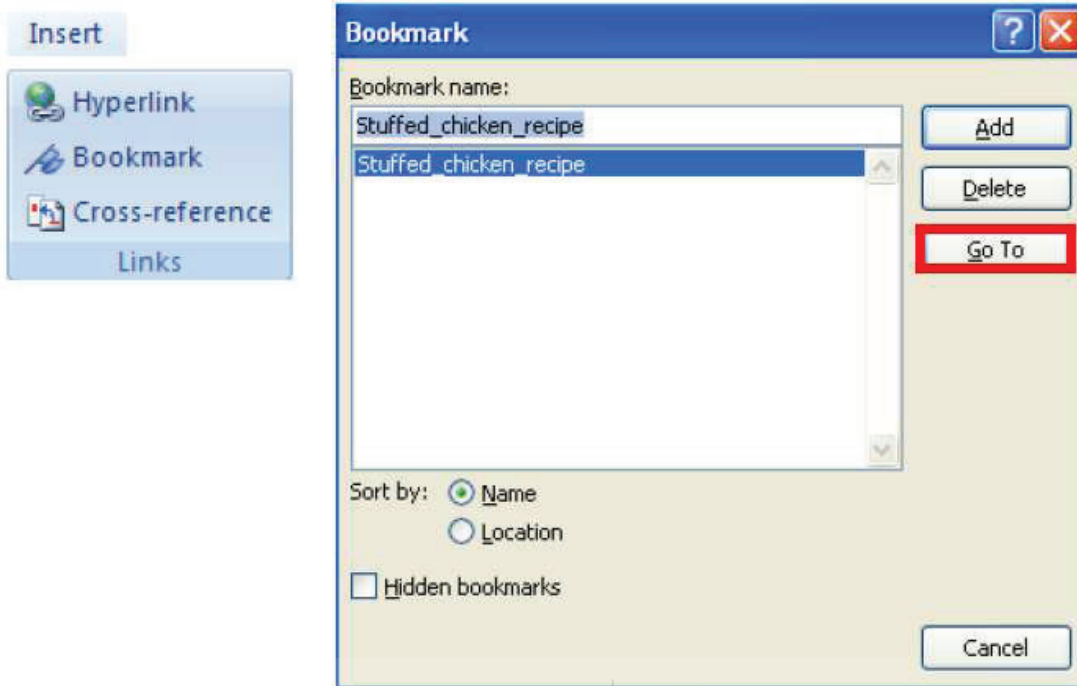 Insert
Hyperlink
Bookmark
Cross-reference
Links
Bookmark
?
Bookmark name:
Stuffed_chicken_recipe
Add
Stuffed_chicken_recipe
Delete
Go To
Sort by:
Name
Location
Hidden bookmarks
Cancel